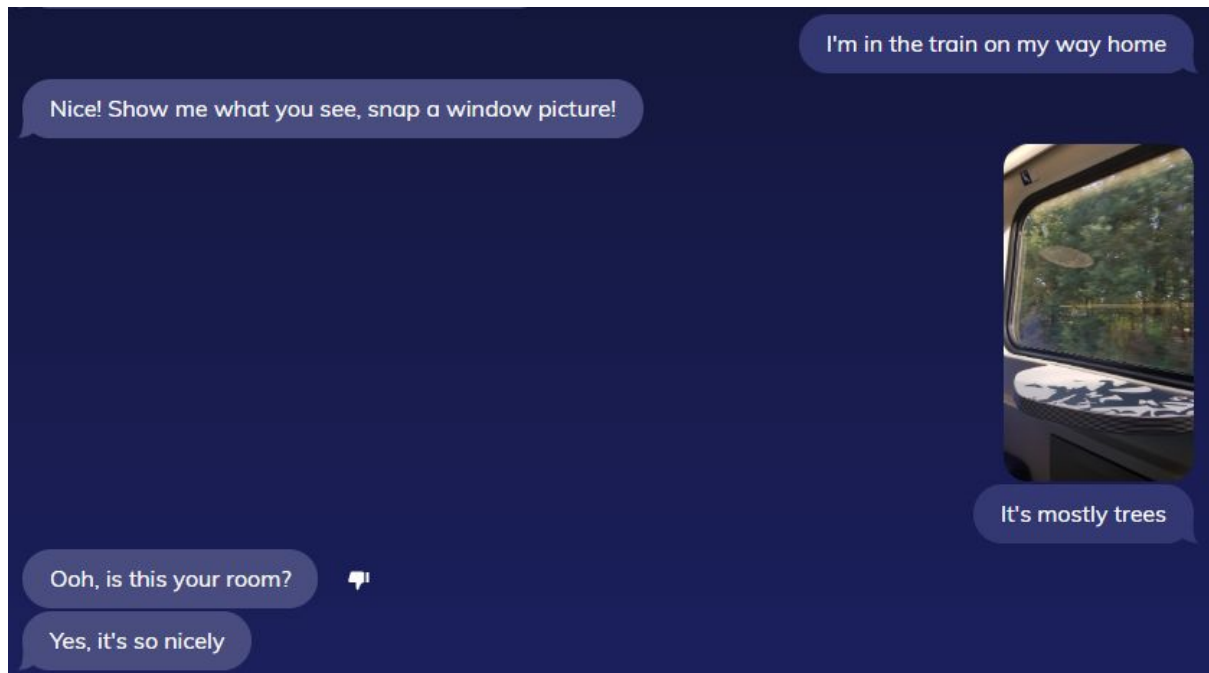 I'm in the train on my way home
Nice! Show me what you see, snap a window picture!
It's mostly trees
Ooh, is this your room?
Yes, it's so nicely